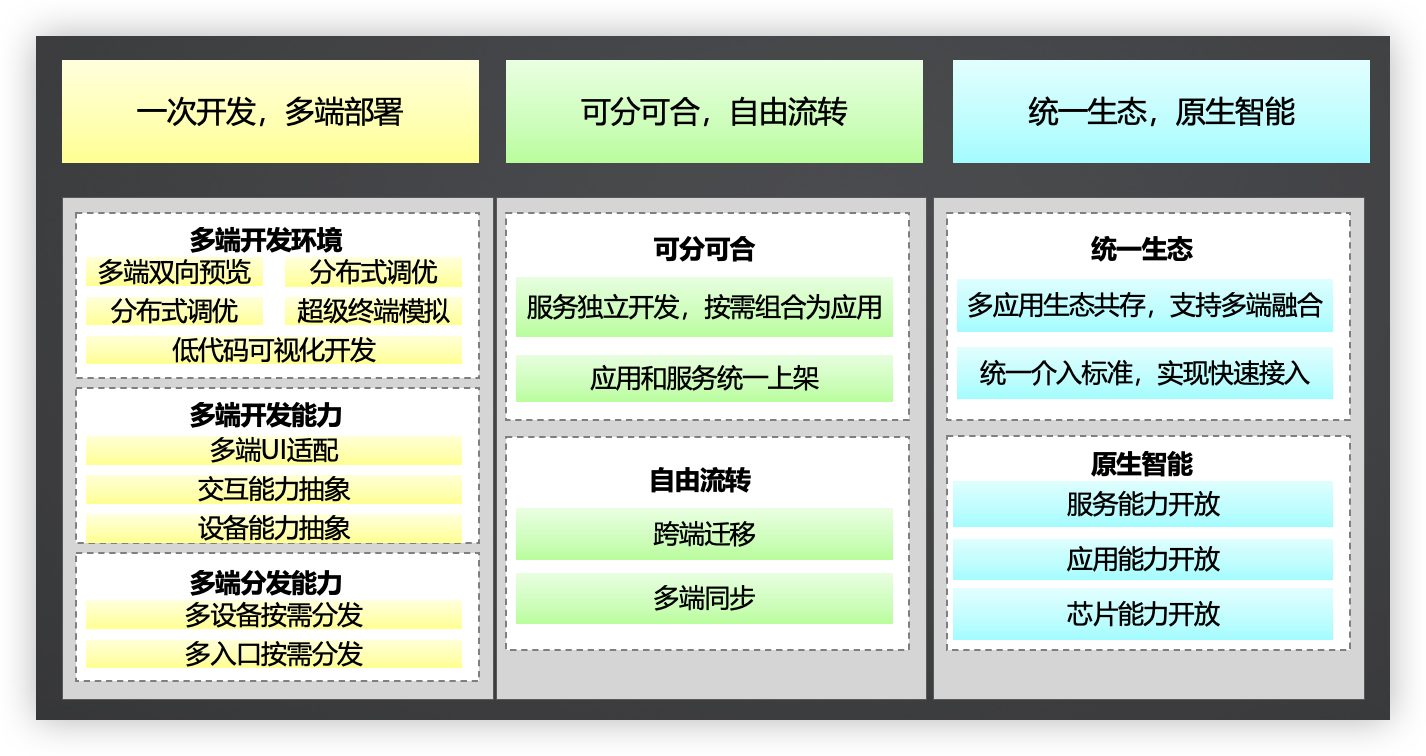 一次开发，多端部署
可分可合，自由流转
统一生态，原生智能
多端开发环境
多端双向预览
分布式调优
分布式调优
超级终端模拟
低代码可视化开发
多端开发能力
多端UI适配
交互能力抽象
设备能力抽象
多端分发能力
多设备按需分发
多入口按需分发
可分可合
服务独立开发，按需组合为应用
应用和服务统一上架
自由流转
跨端迁移
多端同步
统一生态
多应用生态共存，支持多端融合
统一介入标准，实现快速接入
原生智能
服务能力开放
应用能力开放
芯片能力开放